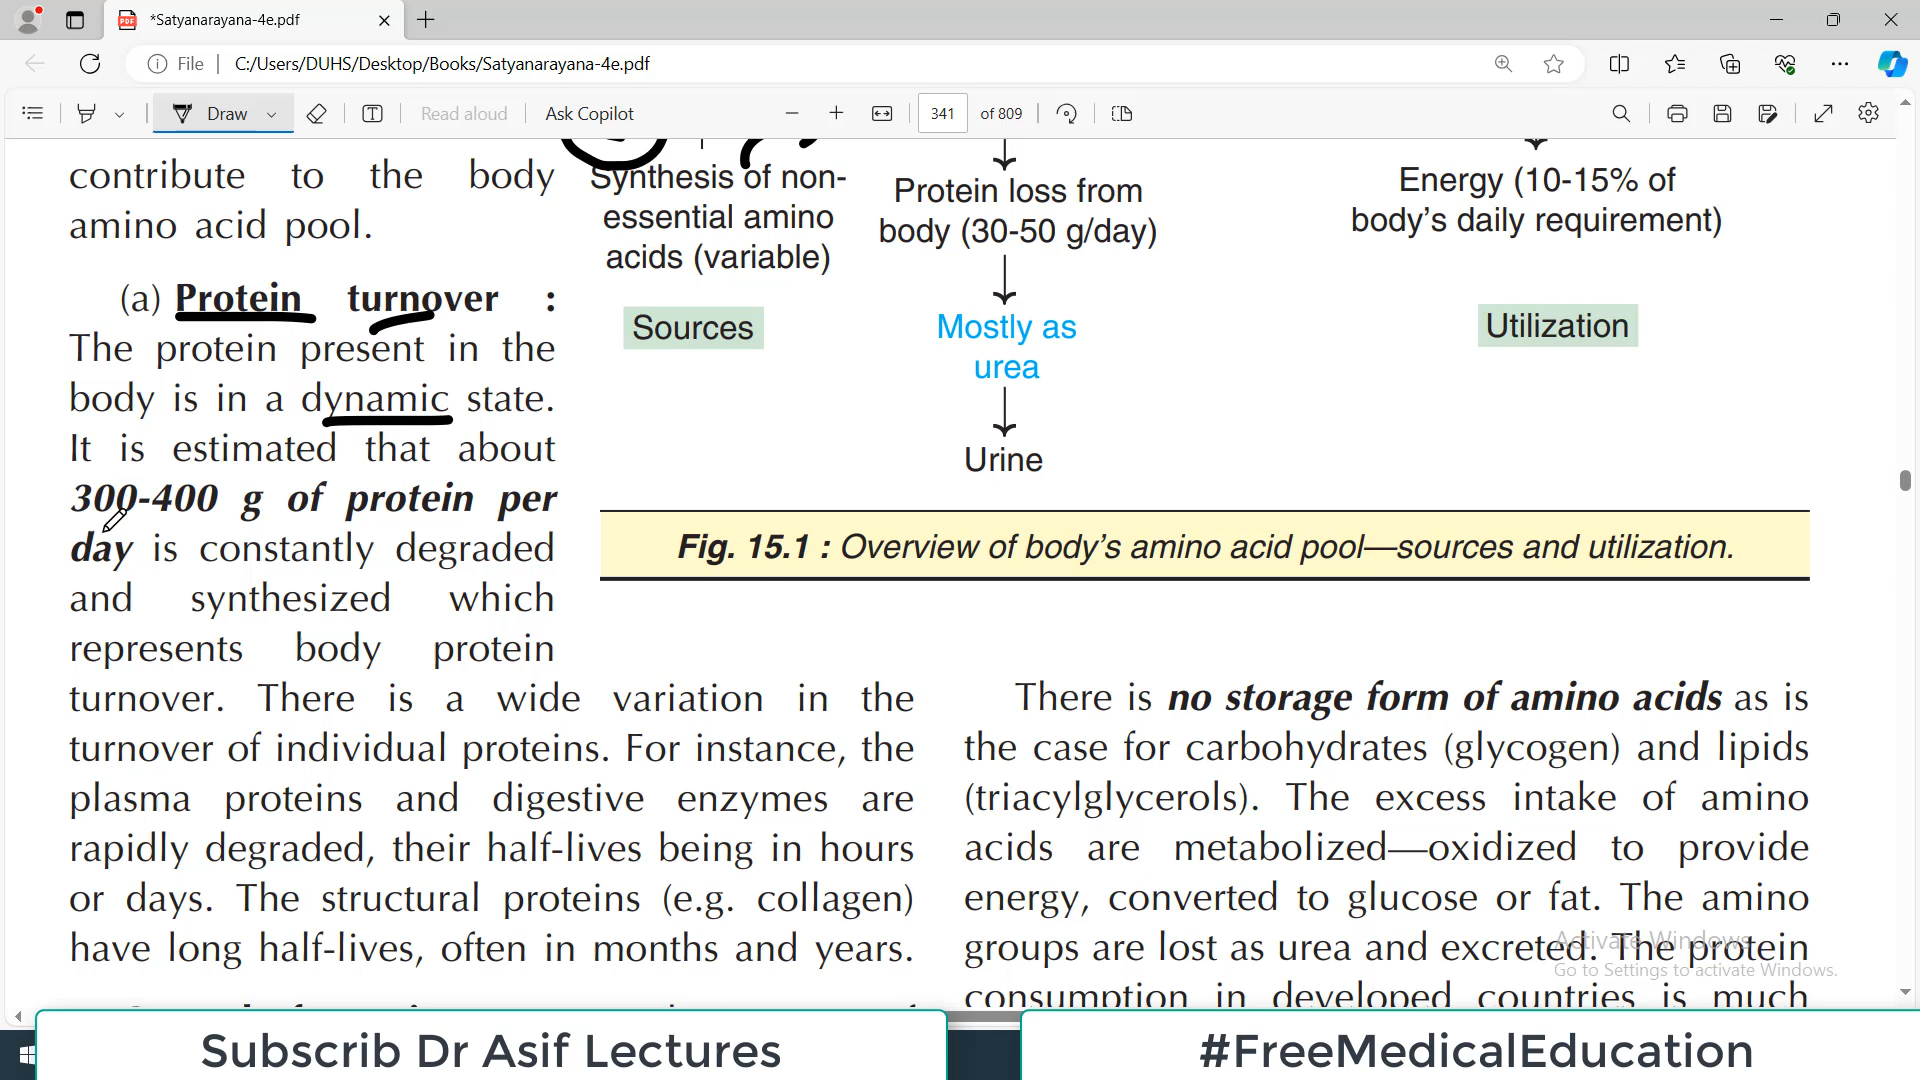 *Satyanarayana-4e.pdf
File
C:/Users/DUHS/Desktop/Books/Satyanarayana-4e.pdf
Draw
Read aloud
Ask Copilot
341
of 809
contribute to the body
amino acid pool.
(a) Protein turnover :
The protein present in the
body is in a dynamic state.
It is estimated that about
300-400 g of protein per
day is constantly degraded
and synthesized which
represents body protein
turnover. There is a wide variation in the
turnover of individual proteins. For instance, the
plasma proteins and digestive enzymes are
rapidly degraded, their half-lives being in hours
or days. The structural proteins (e.g. collagen)
have long half-lives, often in months and years.
Synthesis of non-
essential amino
acids (variable)
Sources
Protein loss from
body (30-50 g/day)
Mostly as
urea
Urine
Energy (10-15% of
body's daily requirement)
Utilization
Fig. 15.1 : Overview of body's amino acid pool—sources and utilization.
There is no storage form of amino acids as is
the case for carbohydrates (glycogen) and lipids
(triacylglycerols). The excess intake of amino
acids are metabolized—oxidized to provide
energy, converted to glucose or fat. The amino
groups are lost as urea and excreted. The protein
consumption in developed countries is much
Activate Windows
Go to Settings to activate Windows.
Subscrib Dr Asif Lectures
#FreeMedicalEducation